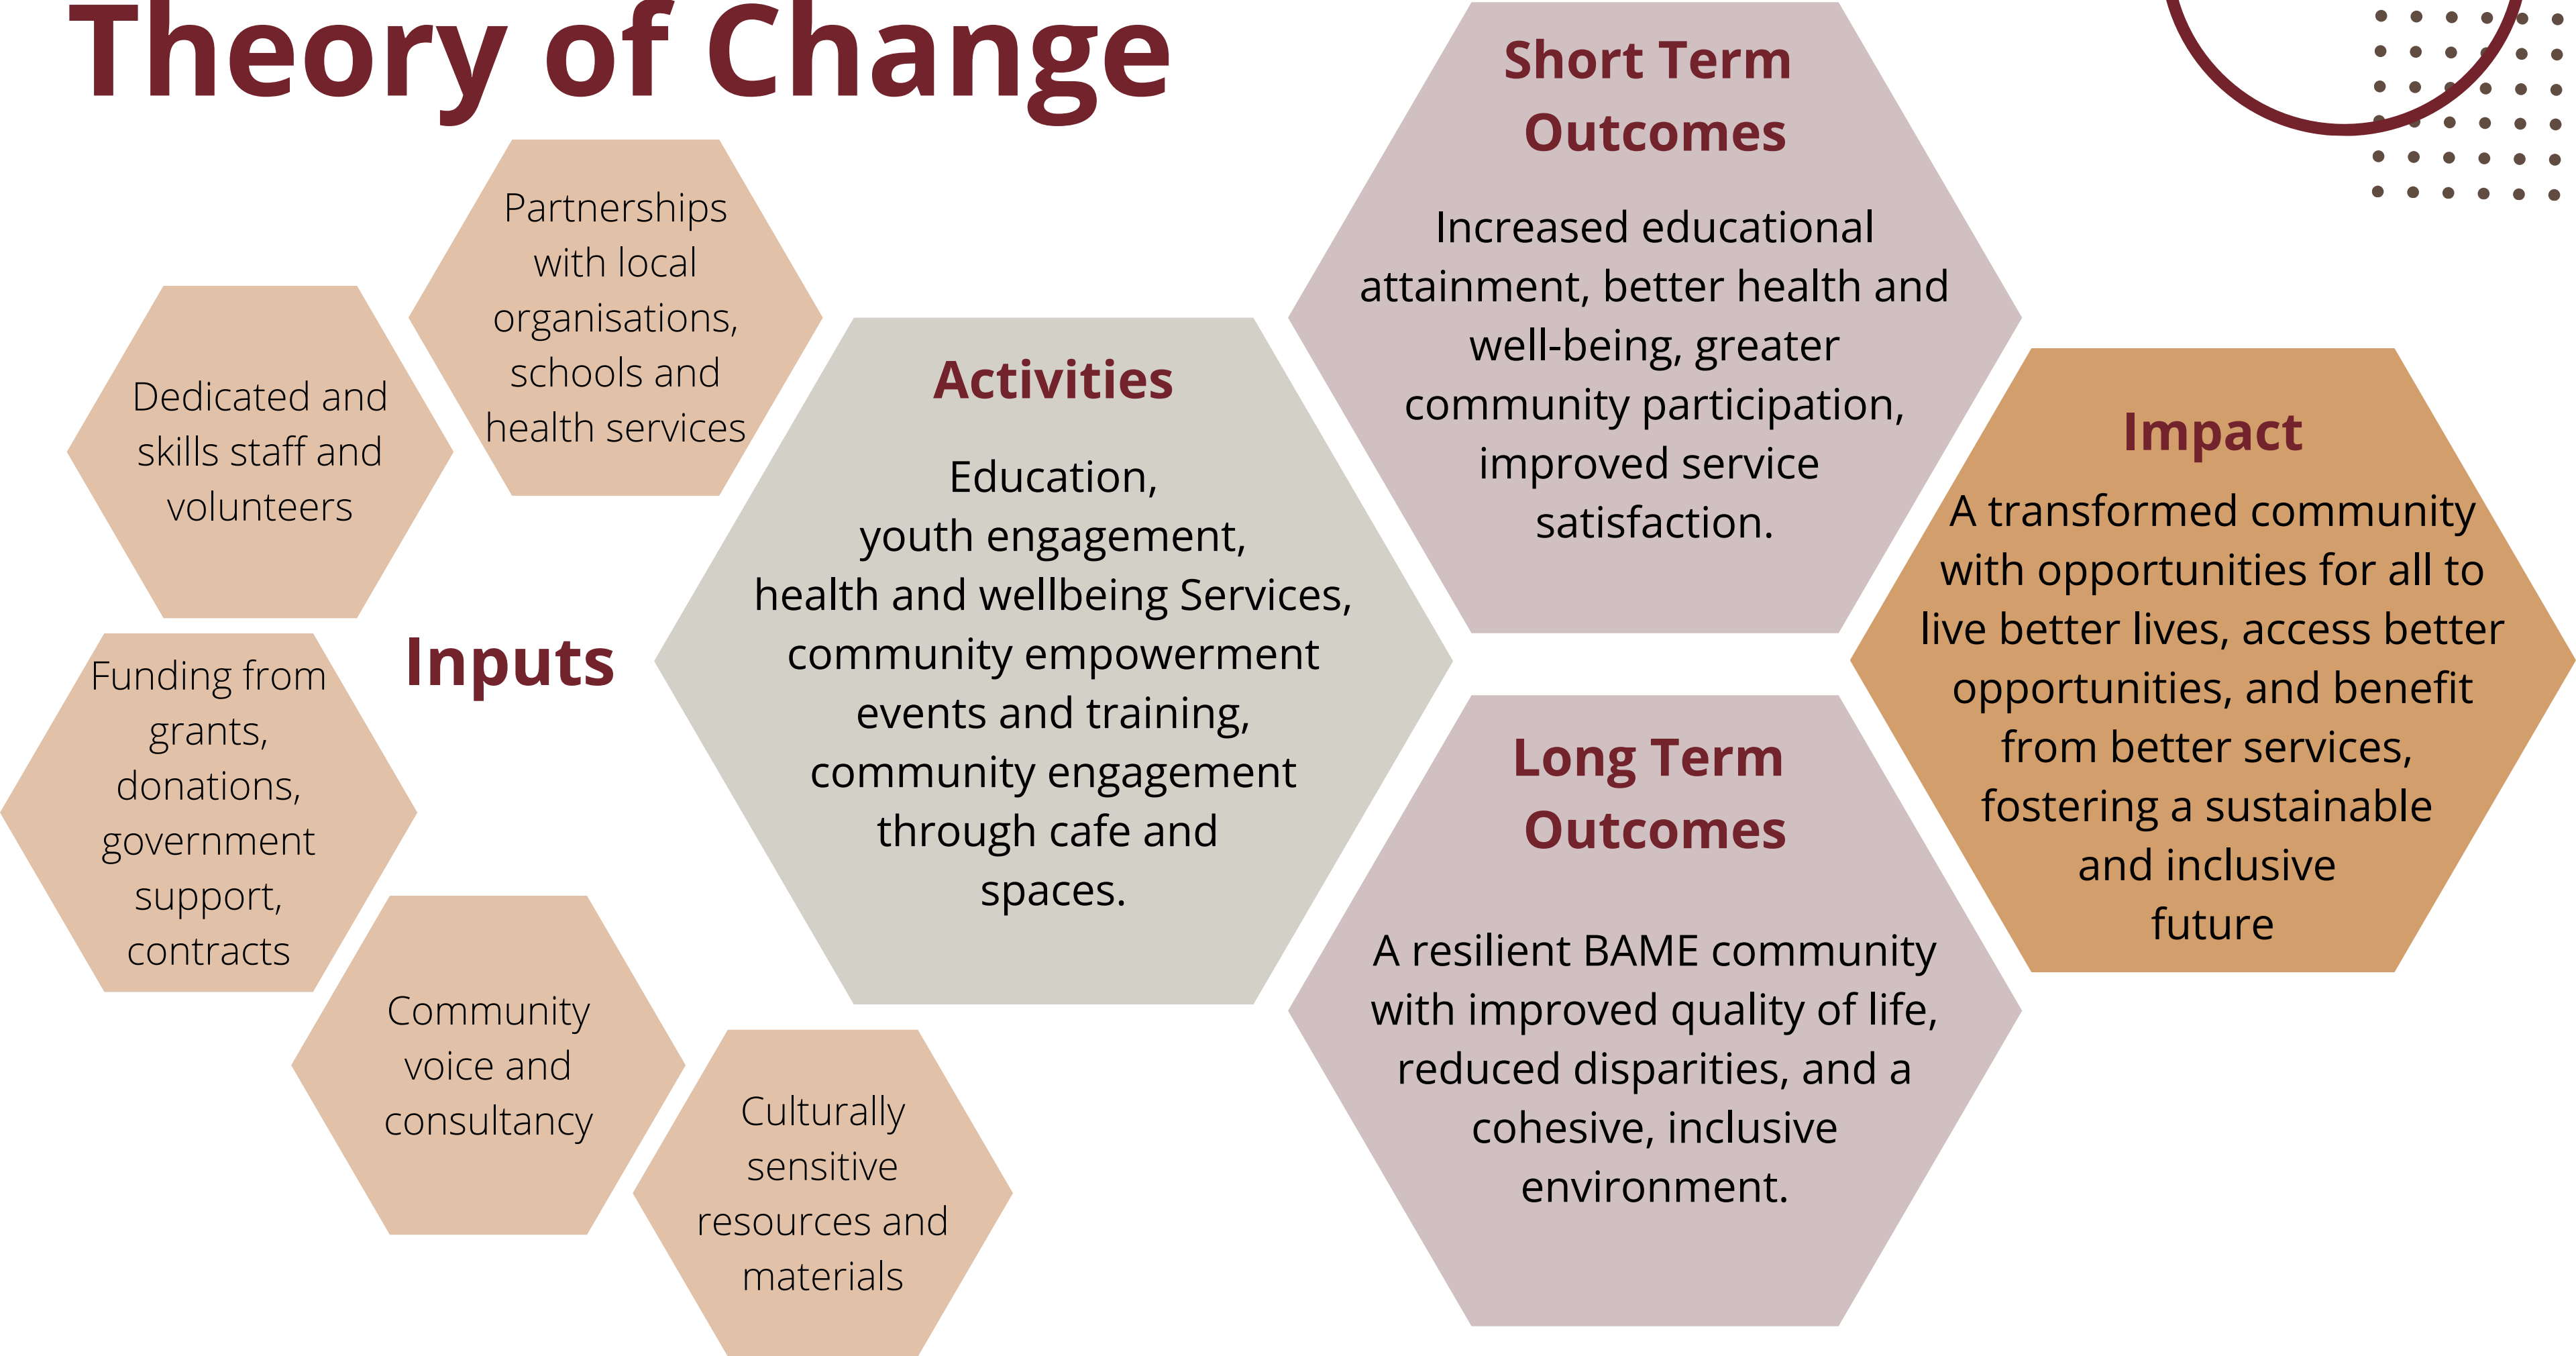 Theory of Change
Partnerships
with local
organisations,
schools and
health services
Dedicated and
skills staff and
volunteers
Inputs
Funding from
grants,
donations,
government
support,
contracts
Community
voice and
consultancy
Culturally
sensitive
resources and
materials
Activities
Education,
youth engagement,
health and wellbeing Services,
community empowerment
events and training,
community engagement
through cafe and
spaces.
Short Term
Outcomes
Increased educational
attainment, better health and
well-being, greater
community participation,
improved service
satisfaction.
Long Term
Outcomes
A resilient BAME community
with improved quality of life,
reduced disparities, and a
cohesive, inclusive
environment.
Impact
A transformed community
with opportunities for all to
live better lives, access better
opportunities, and benefit
from better services,
fostering a sustainable
and inclusive
future